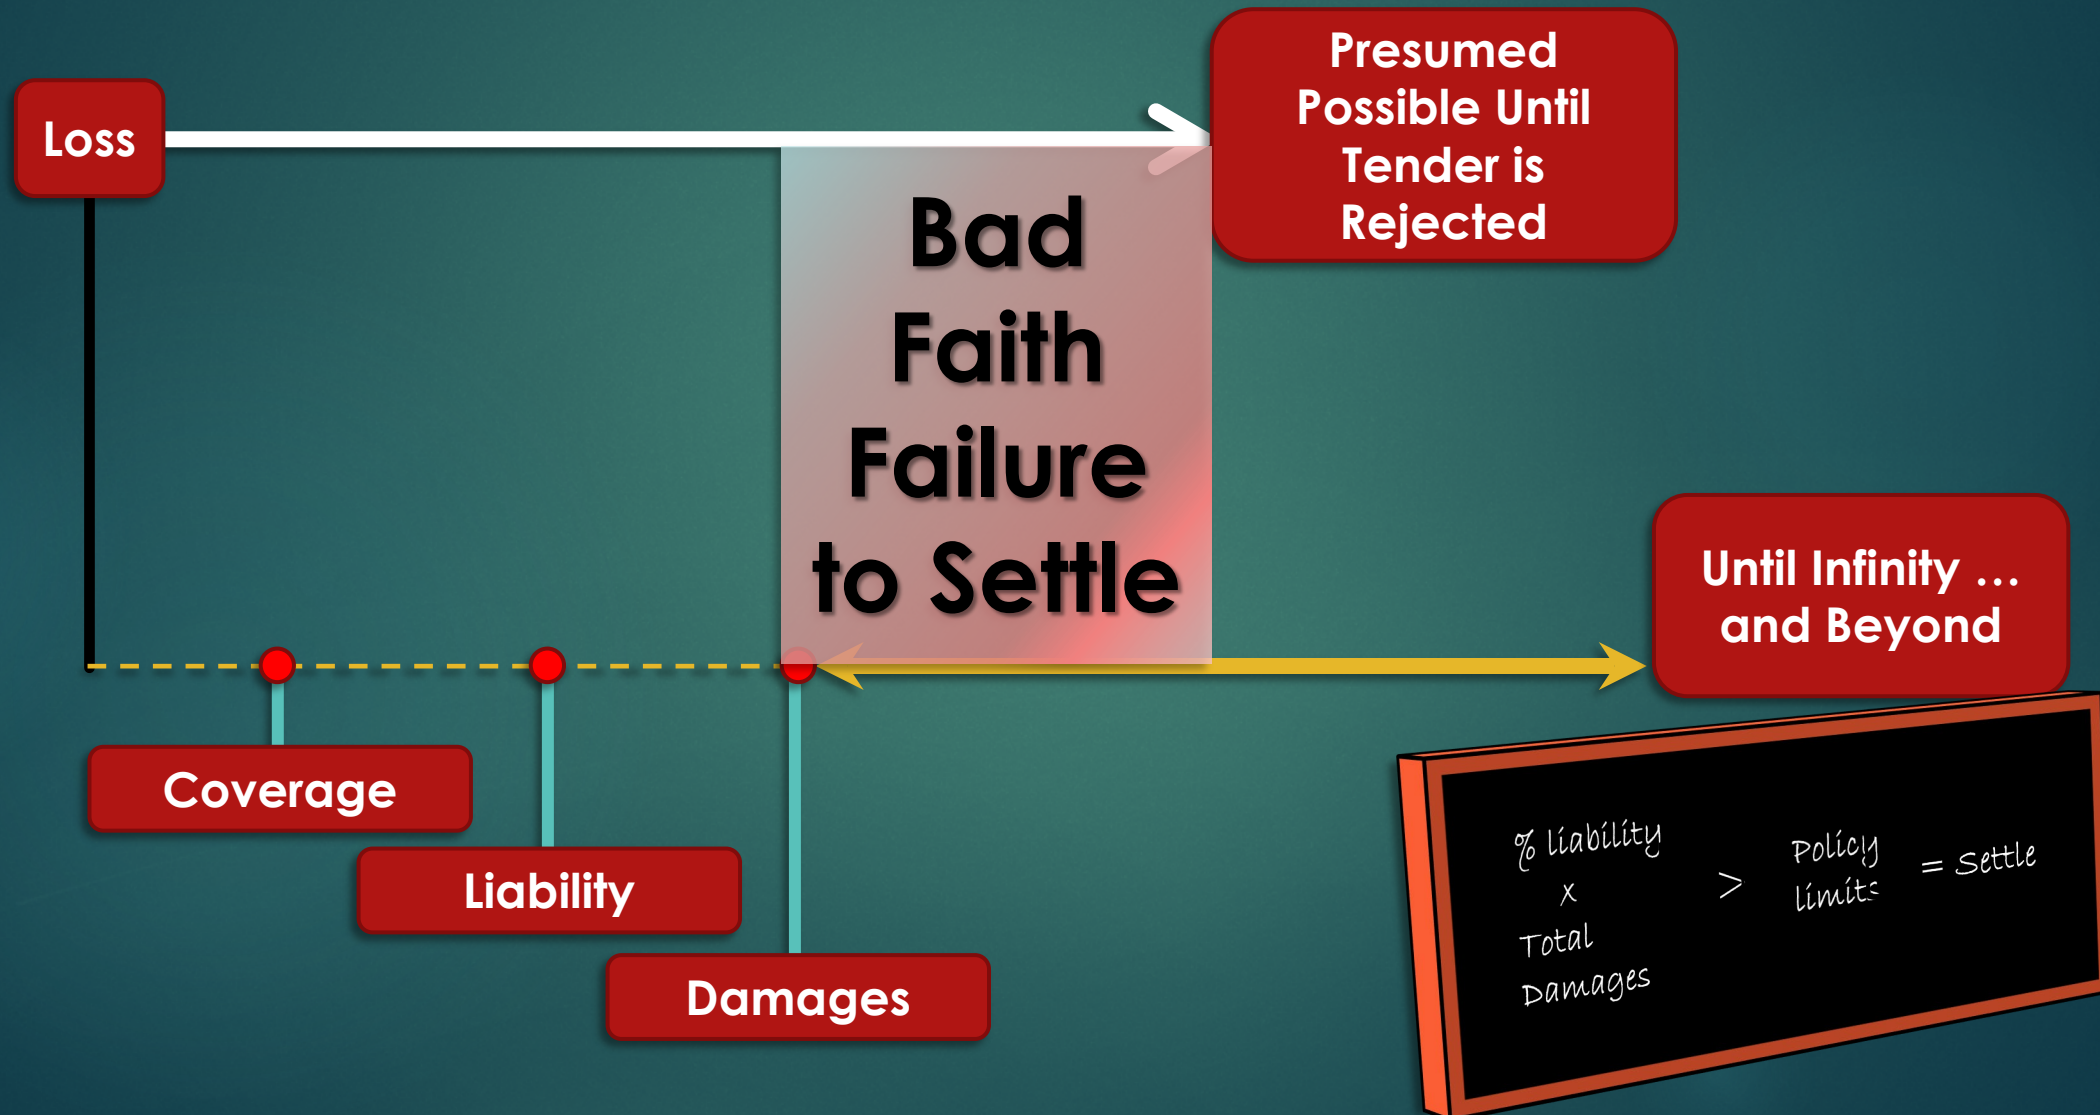 Loss
Presumed
Possible Until
Tender is
Rejected
Bad
Faith
Failure
to Settle
Until Infinity …
and Beyond
Coverage
Liability
Damages
% liability
x
Total
Damages
>
Policy
limits
= Settle